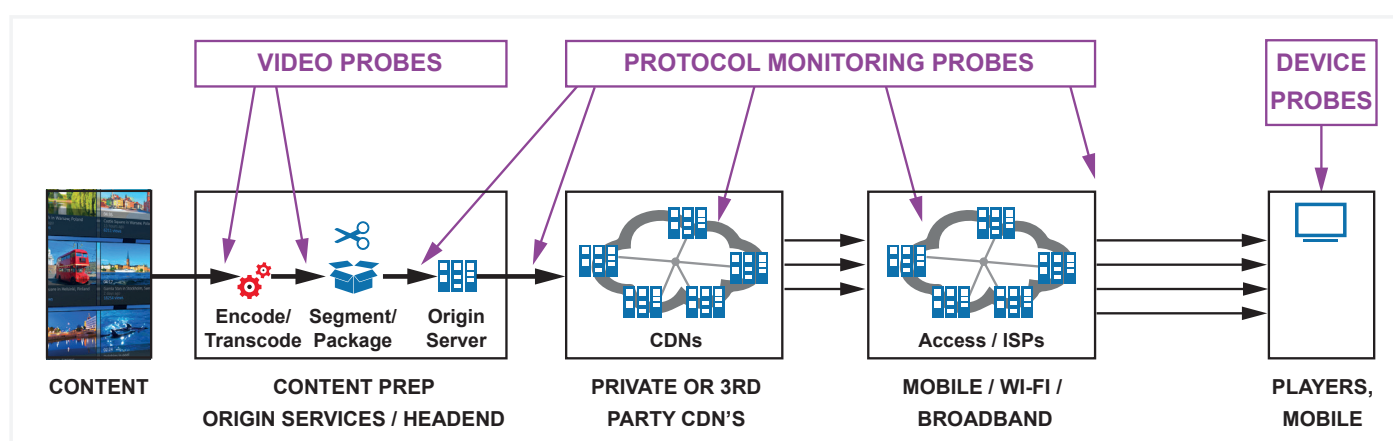 VIDEO PROBES
PROTOCOL MONITORING PROBES
DEVICE
PROBES
Encode/
Transcode
Segment/
Package
Origin
Server
CDNs
Access / ISPs
CONTENT
CONTENT PREP
ORIGIN SERVICES / HEADEND
PRIVATE OR 3RD
PARTY CDN'S
MOBILE / WI-FI /
BROADBAND
PLAYERS,
MOBILE